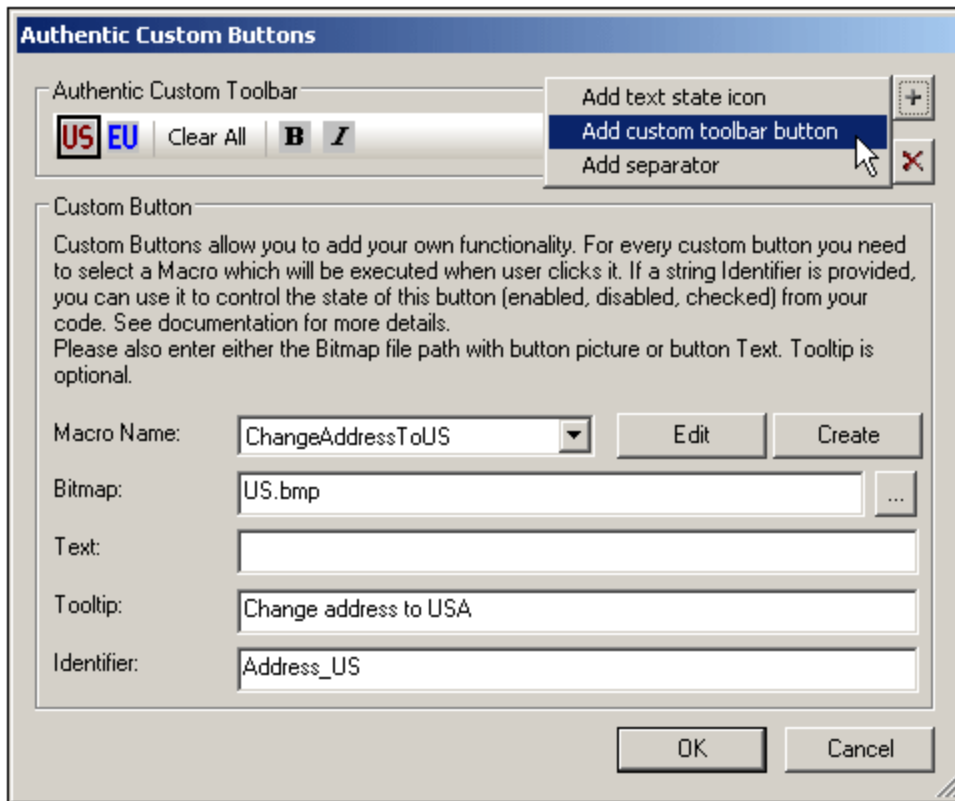 Authentic Custom Buttons
Authentic Custom Toolbar
US EU Clear All B I
Add text state icon
Add custom toolbar button
Add separator
Custom Button
Custom Buttons allow you to add your own functionality. For every custom button you need
to select a Macro which will be executed when user clicks it. If a string Identifier is provided,
you can use it to control the state of this button (enabled, disabled, checked) from your
code. See documentation for more details.
Please also enter either the Bitmap file path with button picture or button Text. Tooltip is
optional.
Macro Name: ChangeAddressToUS Edit Create
Bitmap: US.bmp ...
Text:
Tooltip: Change address to USA
Identifier: Address_US
OK Cancel